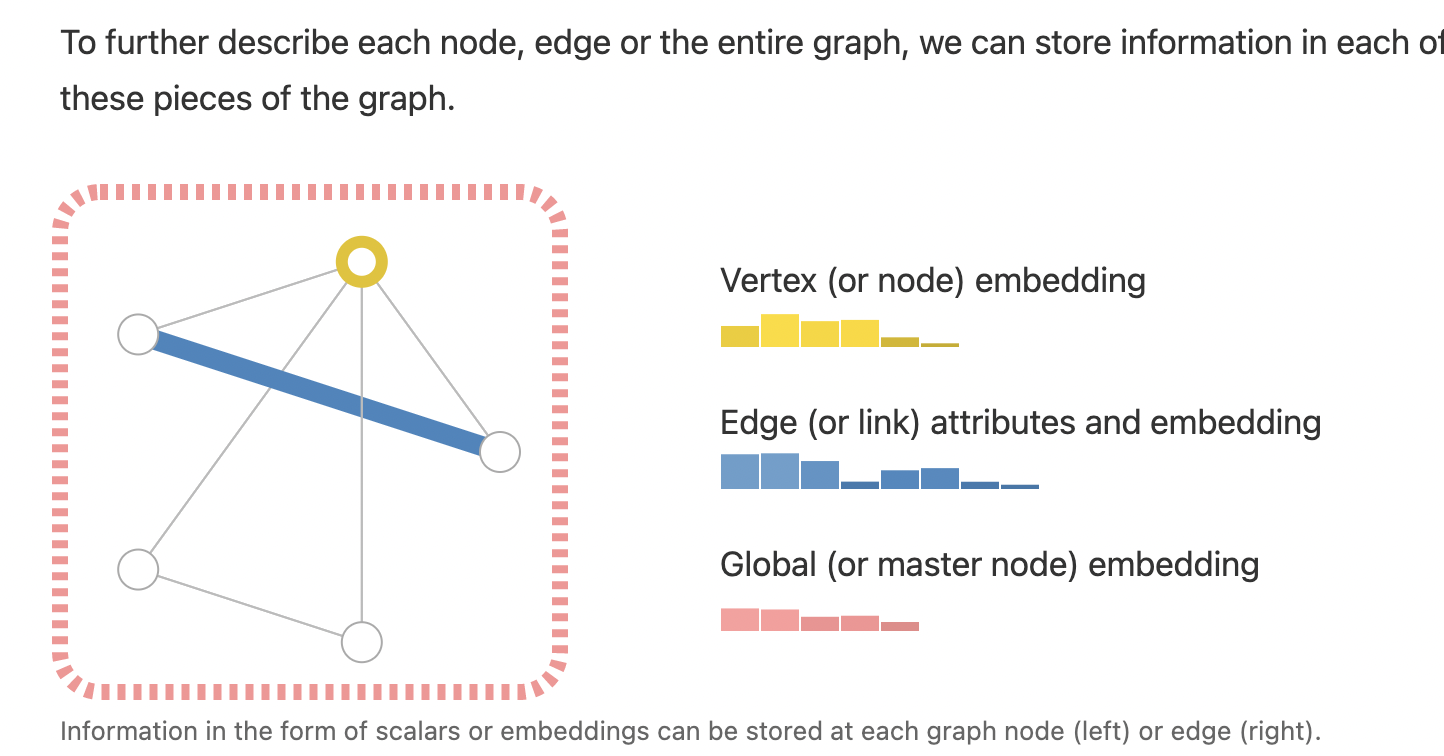 To further describe each node, edge or the entire graph, we can store information in each of
these pieces of the graph.
Vertex (or node) embedding
Edge (or link) attributes and embedding
Global (or master node) embedding
Information in the form of scalars or embeddings can be stored at each graph node (left) or edge (right).